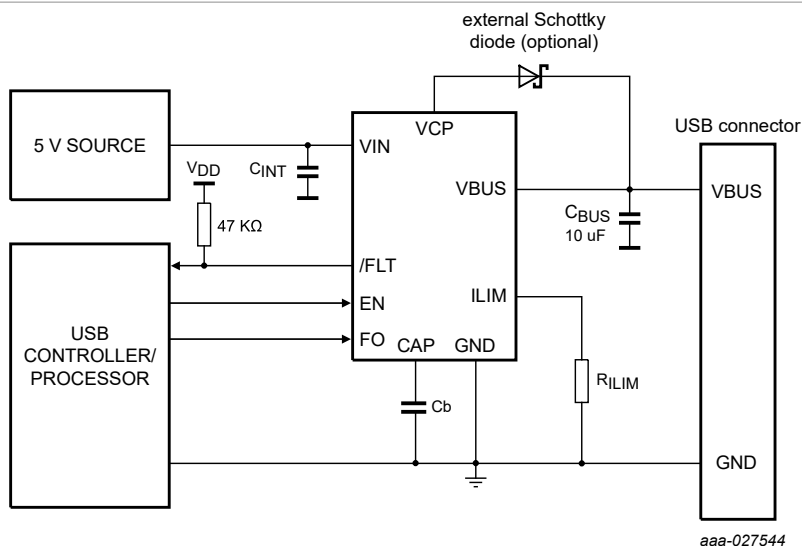 external Schottky
diode (optional)
USB connector
5 V SOURCE
VCP
VIN
CINT
VDD
VBUS
VBUS
CBUS
10 uF
47 KΩ
/FLT
ILIM
EN
USB
CONTROLLER/
PROCESSOR
FO
CAP
GND
RILIM
Cb
GND
aaa-027544